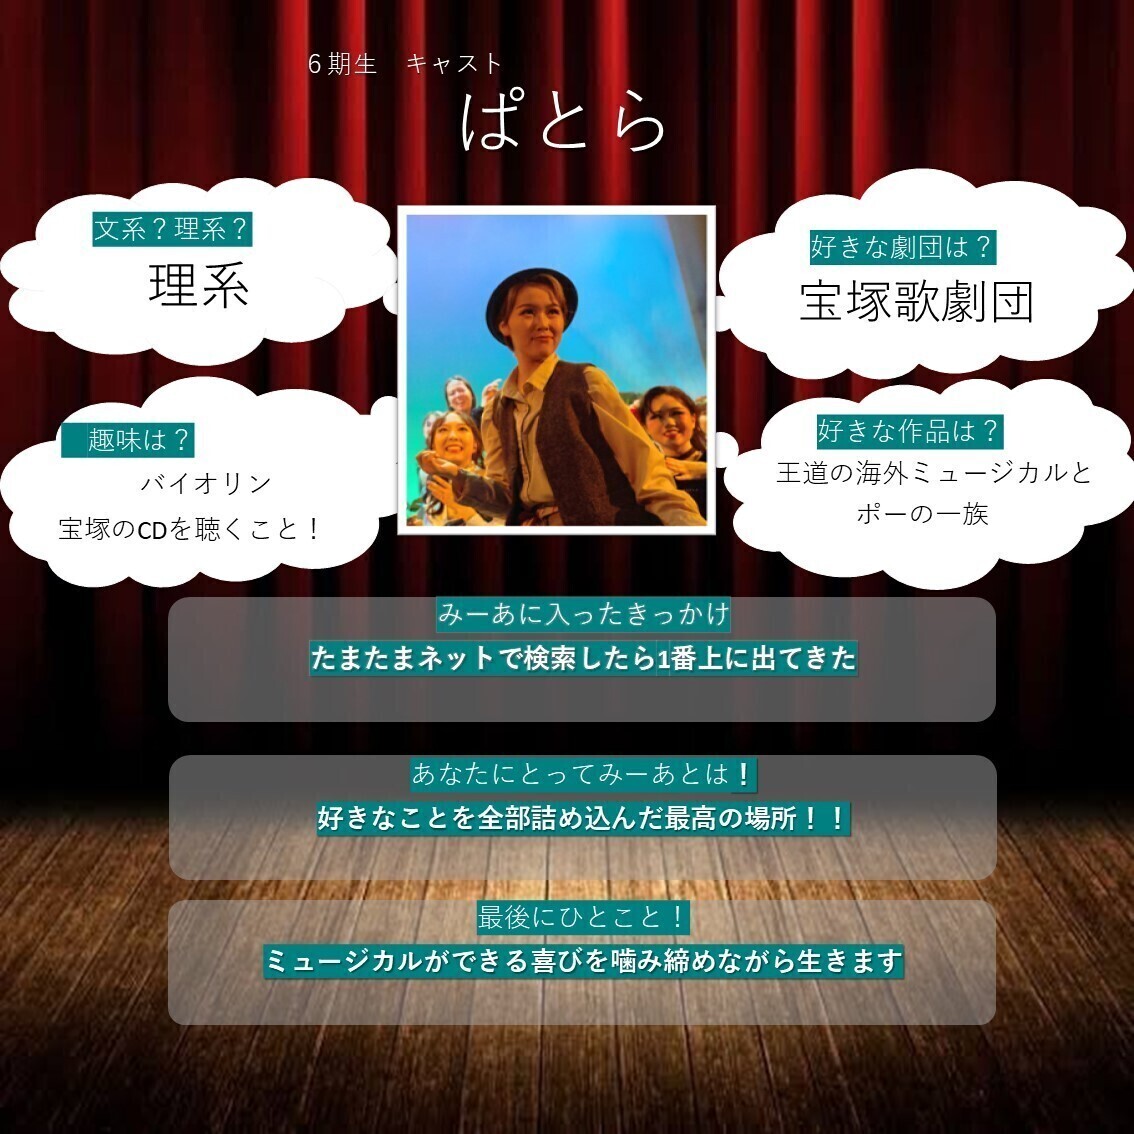 ６期生　キャスト
ぱとら
文系？理系？
理系
好きな劇団は？
宝塚歌劇団
趣味は？
バイオリン
宝塚のCDを聴くこと！
好きな作品は？
王道の海外ミュージカルと
ポーの一族
みーあに入ったきっかけ
たまたまネットで検索したら1番上に出てきた
あなたにとってみーあとは！
好きなことを全部詰め込んだ最高の場所！！
最後にひとこと！
ミュージカルができる喜びを噛み締めながら生きます